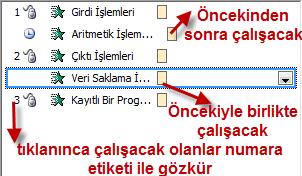 1 Girdi İşlemleri
Aritmetik İşlem...
2 Çıktı İşlemleri
Veri Saklama İ...
3 Kayıtlı Bir Prog...
Öncekinden
sonra çalışacak
Öncekiyle birlikte
çalışacak
tıklanınca çalışacak olanlar numara
etiketi ile gözkür